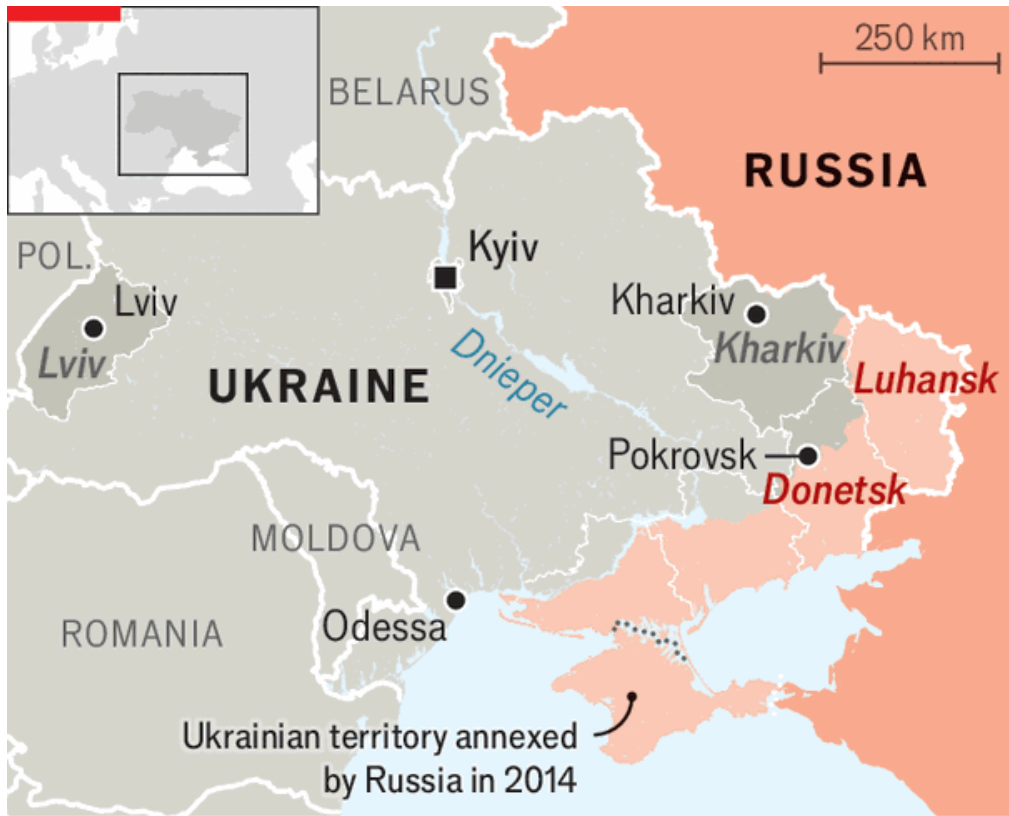 250 km
BELARUS
RUSSIA
POL.
Kyiv
Lviv
Kharkiv
Lviv
Kharkiv
Dnieper
UKRAINE
Luhansk
Pokrovsk
Donetsk
MOLDOVA
ROMANIA
Odessa
Ukrainian territory annexed
by Russia in 2014